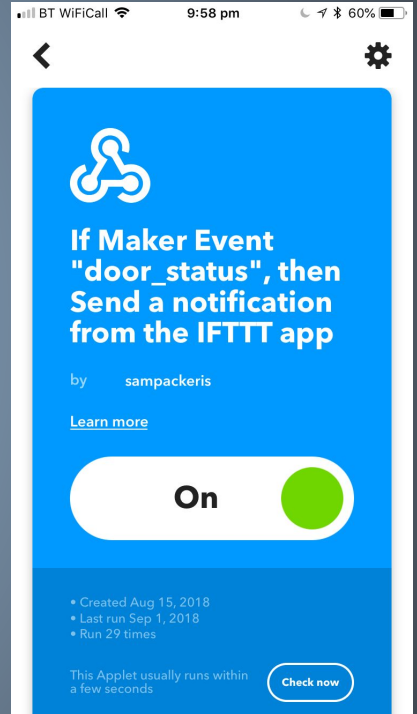 BT WiFiCall 9:58 pm 60%
If Maker Event
"door_status", then
Send a notification
from the IFTTT app
by sampackeris
Learn more
On
• Created Aug 15, 2018
• Last run Sep 1, 2018
• Run 29 times
This Applet usually runs within
a few seconds
Check now